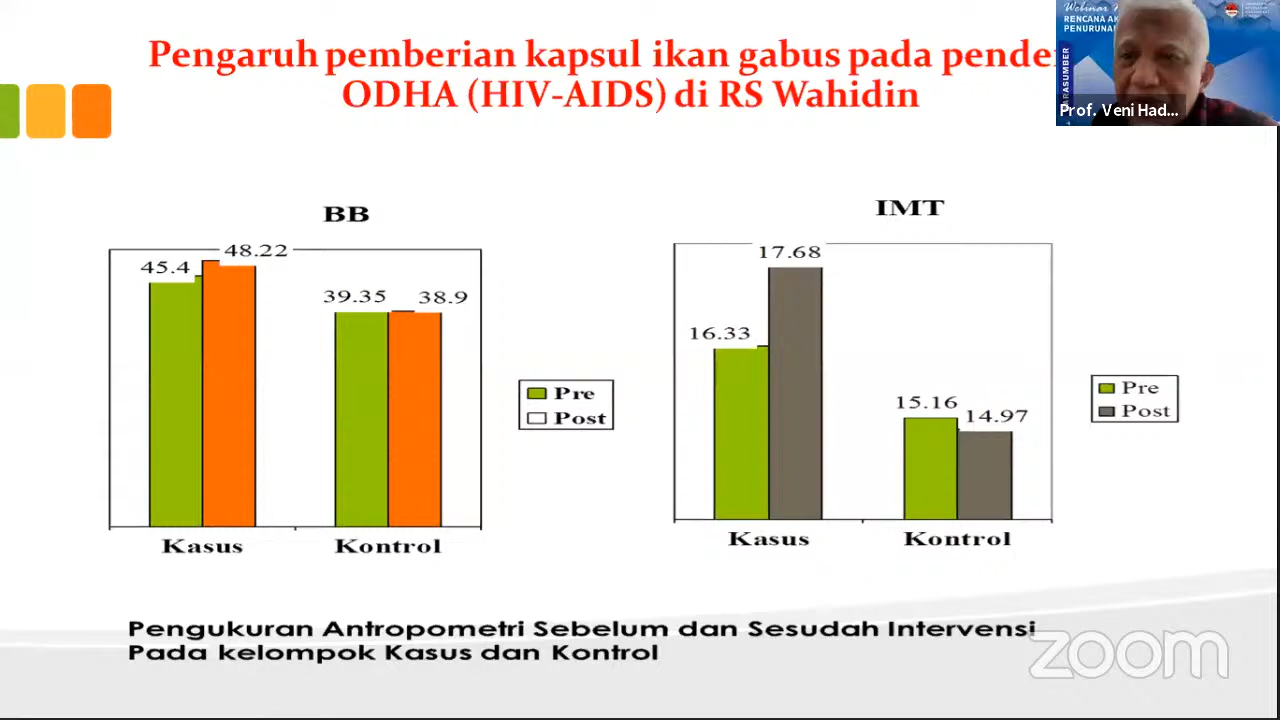 Pengaruh pemberian kapsul ikan gabus pada
ODHA (HIV-AIDS) di RS Wahidin
Webinar
RENCANA
Prof. Veni Had...
BB
48.22
45.4
39.35
38.9
Kasus
Kontrol
Pre
Post
IMT
17.68
16.33
15.16
14.97
Kasus
Kontrol
Pre
Post
Pengukuran Antropometri Sebelum dan Sesudah Intervensi
Pada kelompok Kasus dan Kontrol
zoom